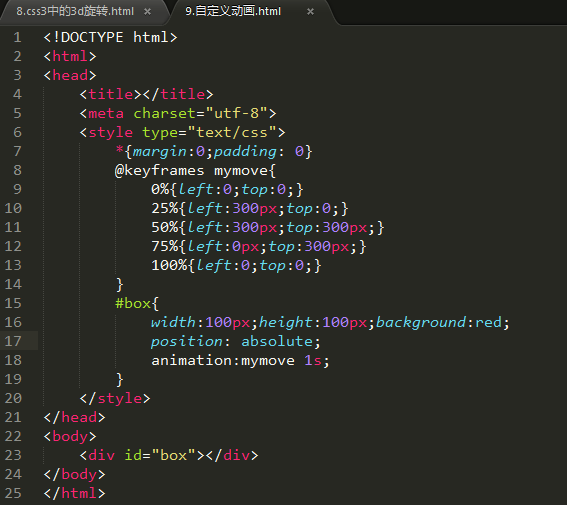 8.css3中的3d旋转.html × 9.自定义动画.html ×
1 <!DOCTYPE html>
2 <html>
3 <head>
4 <title></title>
5 <meta charset="utf-8">
6 <style type="text/css">
7 *{margin:0;padding: 0}
8 @keyframes mymove{
9 0%{left:0;top:0;}
10 25%{left:300px;top:0;}
11 50%{left:300px;top:300px;}
12 75%{left:0px;top:300px;}
13 100%{left:0;top:0;}
14 }
15 #box{
16 width:100px;height:100px;background:red;
17 position: absolute;
18 animation:mymove 1s;
19 }
20 </style>
21 </head>
22 <body>
23 <div id="box"></div>
24 </body>
25 </html>